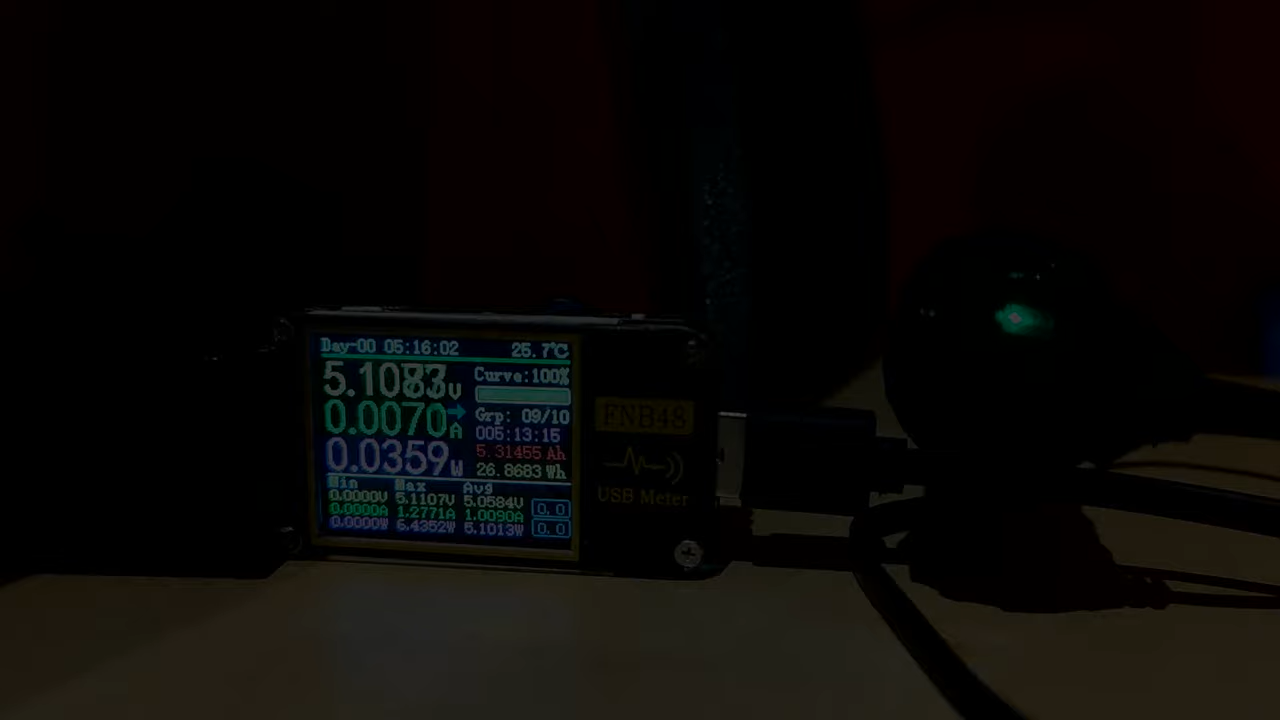 Day-00 05:16:02 25.7℃
5.1083V
0.0070A
0.0359W
Curve:100%
Grp: 09/10
005:13:15
5.31455 Ah
26.8683 Wh
Min Max Avg
0.0000V 5.1107V 5.0584V
0.0000A 1.2771A 1.0090A
0.0000W 6.4352W 5.1013W
0.0
0.0
FNB48
USB Meter